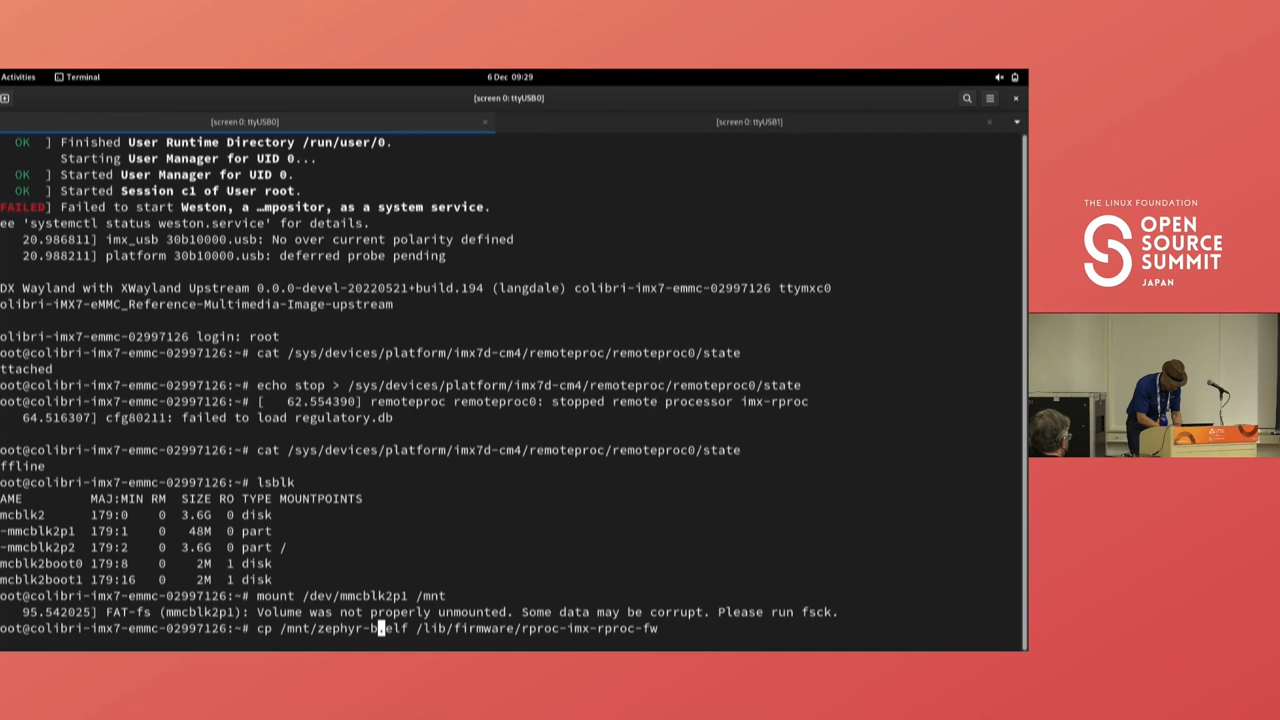 Activities
Terminal
6 Dec 09:29
[screen 0: ttyUSB0]
[screen 0: ttyUSB0]
[screen 0: ttyUSB1]
OK ] Finished User Runtime Directory /run/user/0.
Starting User Manager for UID 0...
OK ] Started User Manager for UID 0.
OK ] Started Session c1 of User root.
FAILED] Failed to start Weston, a …mpositor, as a system service.
ee 'systemctl status weston.service' for details.
20.986811] imx_usb 30b10000.usb: No over current polarity defined
20.988211] platform 30b10000.usb: deferred probe pending
DX Wayland with XWayland Upstream 0.0.0-devel-20220521+build.194 (langdale) colibri-imx7-emmc-02997126 ttymxc0
olibri-iMX7-eMMC_Reference-Multimedia-Image-upstream
olibri-imx7-emmc-02997126 login: root
oot@colibri-imx7-emmc-02997126:~# cat /sys/devices/platform/imx7d-cm4/remoteproc/remoteproc0/state
ttached
oot@colibri-imx7-emmc-02997126:~# echo stop > /sys/devices/platform/imx7d-cm4/remoteproc/remoteproc0/state
oot@colibri-imx7-emmc-02997126:~# [   62.554390] remoteproc remoteproc0: stopped remote processor imx-rproc
64.516307] cfg80211: failed to load regulatory.db
oot@colibri-imx7-emmc-02997126:~# cat /sys/devices/platform/imx7d-cm4/remoteproc/remoteproc0/state
ffline
oot@colibri-imx7-emmc-02997126:~# lsblk
AME MAJ:MIN RM SIZE RO TYPE MOUNTPOINTS
mcblk2 179:0 0 3.6G 0 disk
-mmcblk2p1 179:1 0 48M 0 part
-mmcblk2p2 179:2 0 3.6G 0 part /
mcblk2boot0 179:8 0 2M 1 disk
mcblk2boot1 179:16 0 2M 1 disk
oot@colibri-imx7-emmc-02997126:~# mount /dev/mmcblk2p1 /mnt
95.542025] FAT-fs (mmcblk2p1): Volume was not properly unmounted. Some data may be corrupt. Please run fsck.
oot@colibri-imx7-emmc-02997126:~# cp /mnt/zephyr-b.elf /lib/firmware/rproc-imx-rproc-fw
THE LINUX FOUNDATION
OPEN
SOURCE
SUMMIT
JAPAN